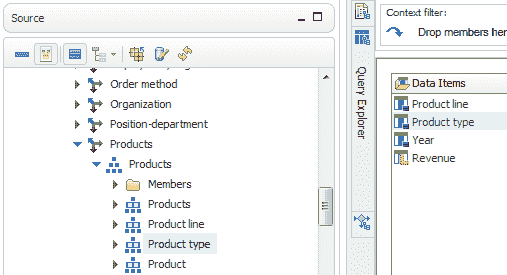 Source
Order method
Organization
Position-department
Products
Products
Members
Products
Product line
Product type
Product
Query Explorer
Context filter:
Drop members her
Data Items
Product line
Product type
Year
Revenue